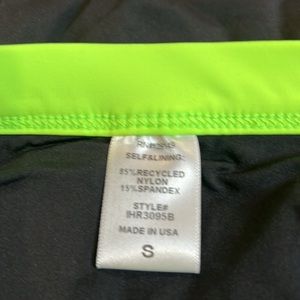 SELF&LINING:
85%RECYCLED
NYLON
15%SPANDEX
STYLE#
IHR3095B
MADE IN USA
S